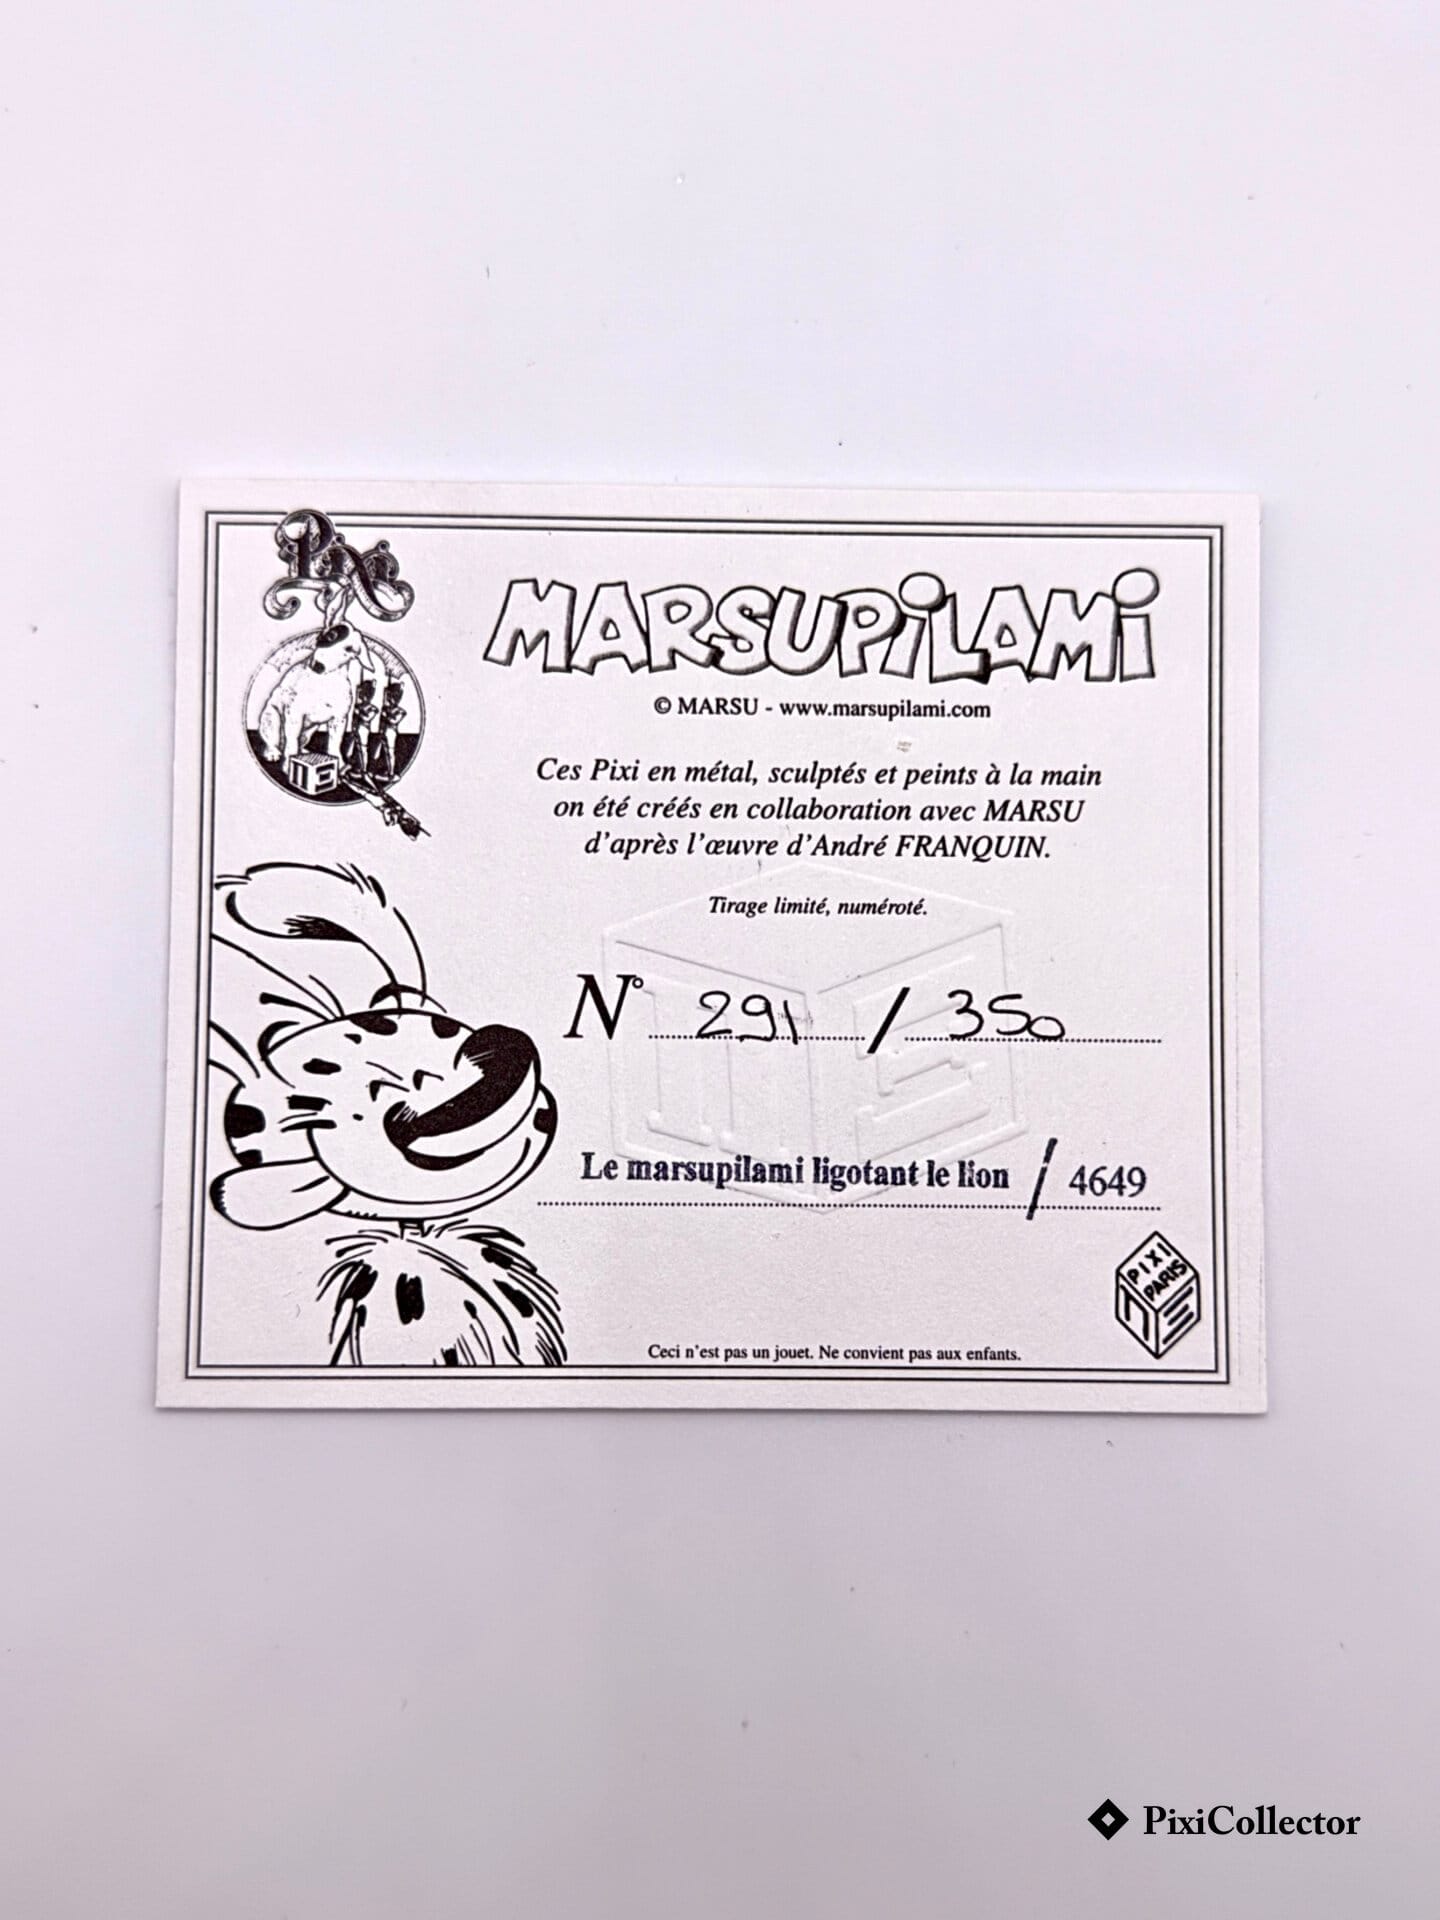 Pixi
MARSUPiLAMi
© MARSU - www.marsupilami.com
Ces Pixi en métal, sculptés et peints à la main
on été créés en collaboration avec MARSU
d'après l'œuvre d'André FRANQUIN.
Tirage limité, numéroté.
N° 291 / 350
Le marsupilami ligotant le lion / 4649
PIXI
PARIS
Ceci n'est pas un jouet. Ne convient pas aux enfants.
PixiCollector